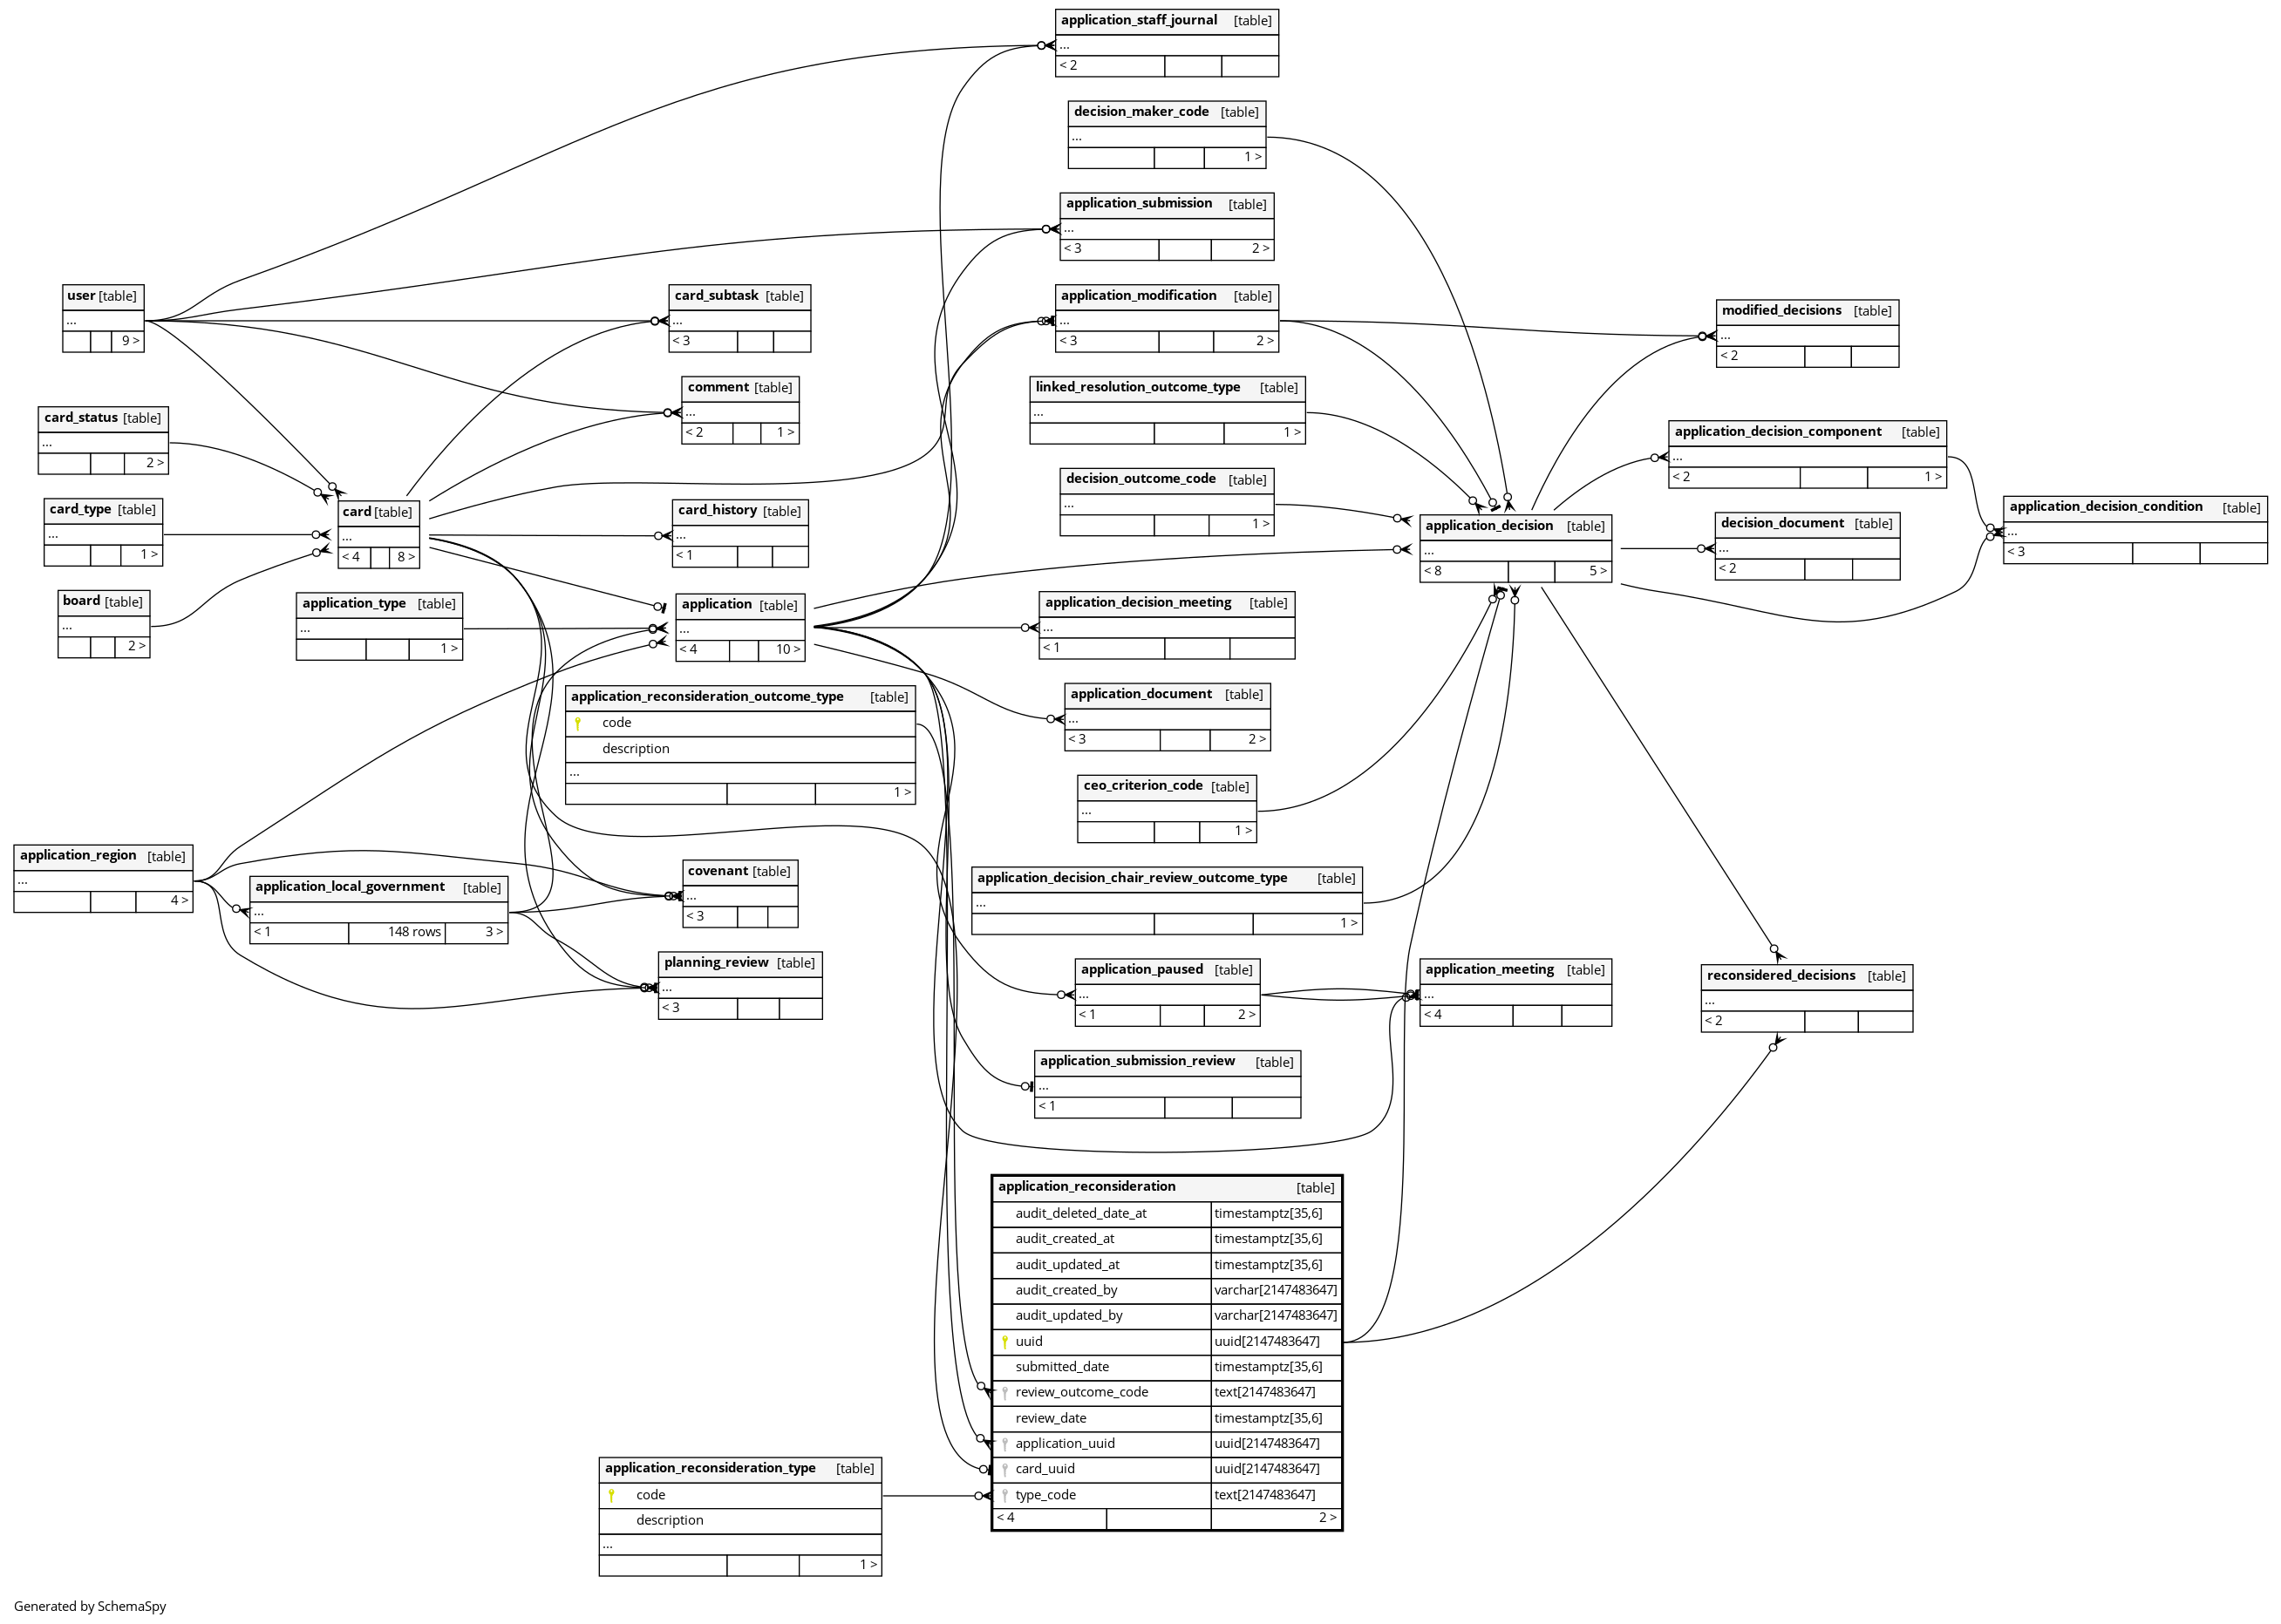 application_staff_journal [table]
...
< 2
decision_maker_code [table]
...
1 >
application_submission [table]
...
< 3 2 >
user [table]
...
9 >
card_subtask [table]
...
< 3
application_modification [table]
...
< 3 2 >
modified_decisions [table]
...
< 2
card_status [table]
...
2 >
comment [table]
...
< 2 1 >
linked_resolution_outcome_type [table]
...
1 >
application_decision_component [table]
...
< 2 1 >
card_type [table]
...
1 >
card [table]
...
< 4 8 >
card_history [table]
...
< 1
decision_outcome_code [table]
...
1 >
application_decision [table]
...
< 8 5 >
decision_document [table]
...
< 2
application_decision_condition [table]
...
< 3
board [table]
...
2 >
application_type [table]
...
1 >
application [table]
...
< 4 10 >
application_decision_meeting [table]
...
< 1
application_reconsideration_outcome_type [table]
code
description
...
1 >
application_document [table]
...
< 3 2 >
ceo_criterion_code [table]
...
1 >
application_region [table]
...
4 >
application_local_government [table]
...
< 1 148 rows 3 >
covenant [table]
...
< 3
application_decision_chair_review_outcome_type [table]
...
1 >
planning_review [table]
...
< 3
application_paused [table]
...
< 1 2 >
application_meeting [table]
...
< 4
reconsidered_decisions [table]
...
< 2
application_submission_review [table]
...
< 1
application_reconsideration [table]
audit_deleted_date_at timestamptz[35,6]
audit_created_at timestamptz[35,6]
audit_updated_at timestamptz[35,6]
audit_created_by varchar[2147483647]
audit_updated_by varchar[2147483647]
uuid uuid[2147483647]
submitted_date timestamptz[35,6]
review_outcome_code text[2147483647]
review_date timestamptz[35,6]
application_uuid uuid[2147483647]
card_uuid uuid[2147483647]
type_code text[2147483647]
< 4 2 >
application_reconsideration_type [table]
code
description
...
1 >
Generated by SchemaSpy